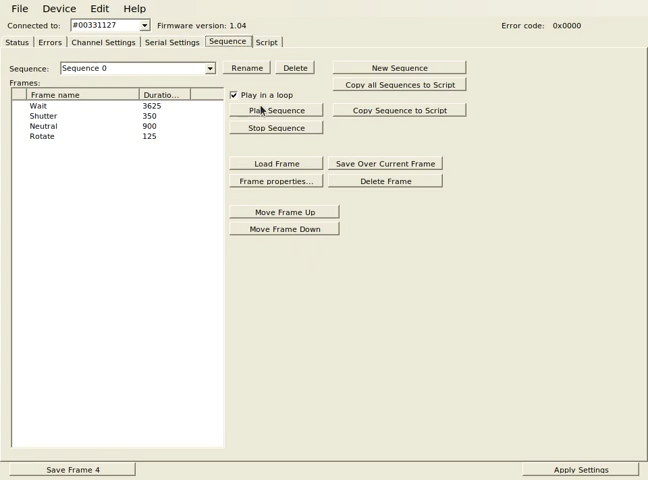 File Device Edit Help
Connected to: #00331127 Firmware version: 1.04 Error code: 0x0000
Status Errors Channel Settings Serial Settings Sequence Script
Sequence: Sequence 0 Rename Delete New Sequence
Copy all Sequences to Script
Frames:
Frame name Duratio... Play in a loop
Wait 3625
Play Sequence Copy Sequence to Script
Shutter 350
Neutral 900 Stop Sequence
Rotate 125
Load Frame Save Over Current Frame
Frame properties... Delete Frame
Move Frame Up
Move Frame Down
Save Frame 4 Apply Settings